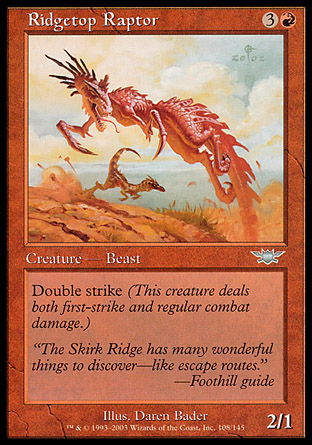 Ridgetop Raptor
3
Creature — Beast
Double strike (This creature deals
both first-strike and regular combat
damage.)
“The Skirk Ridge has many wonderful
things to discover—like escape routes.”
—Foothill guide
2/1
Illus. Daren Bader
™ & © 1993–2003 Wizards of the Coast, Inc. 108/145